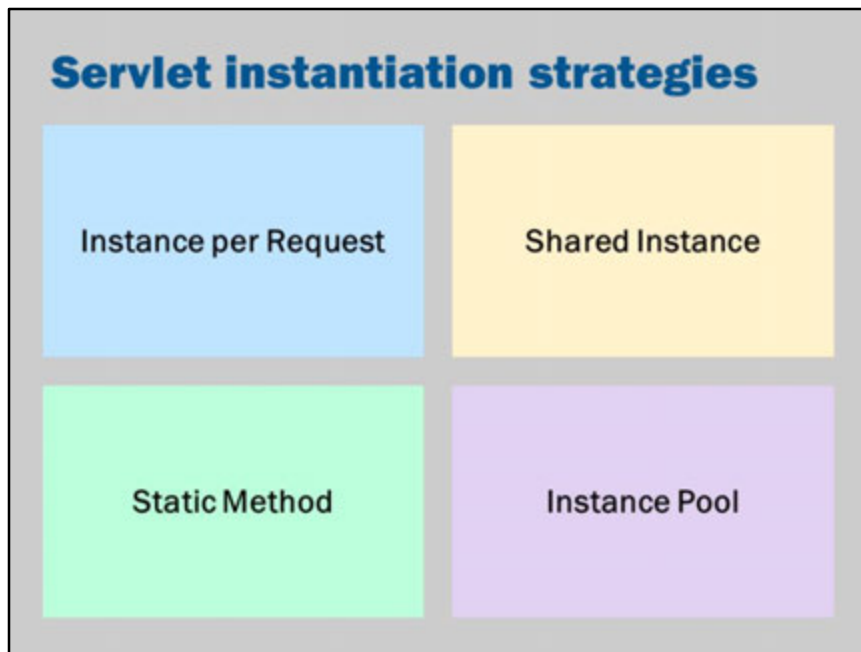 Servlet instantiation strategies
Instance per Request
Shared Instance
Static Method
Instance Pool